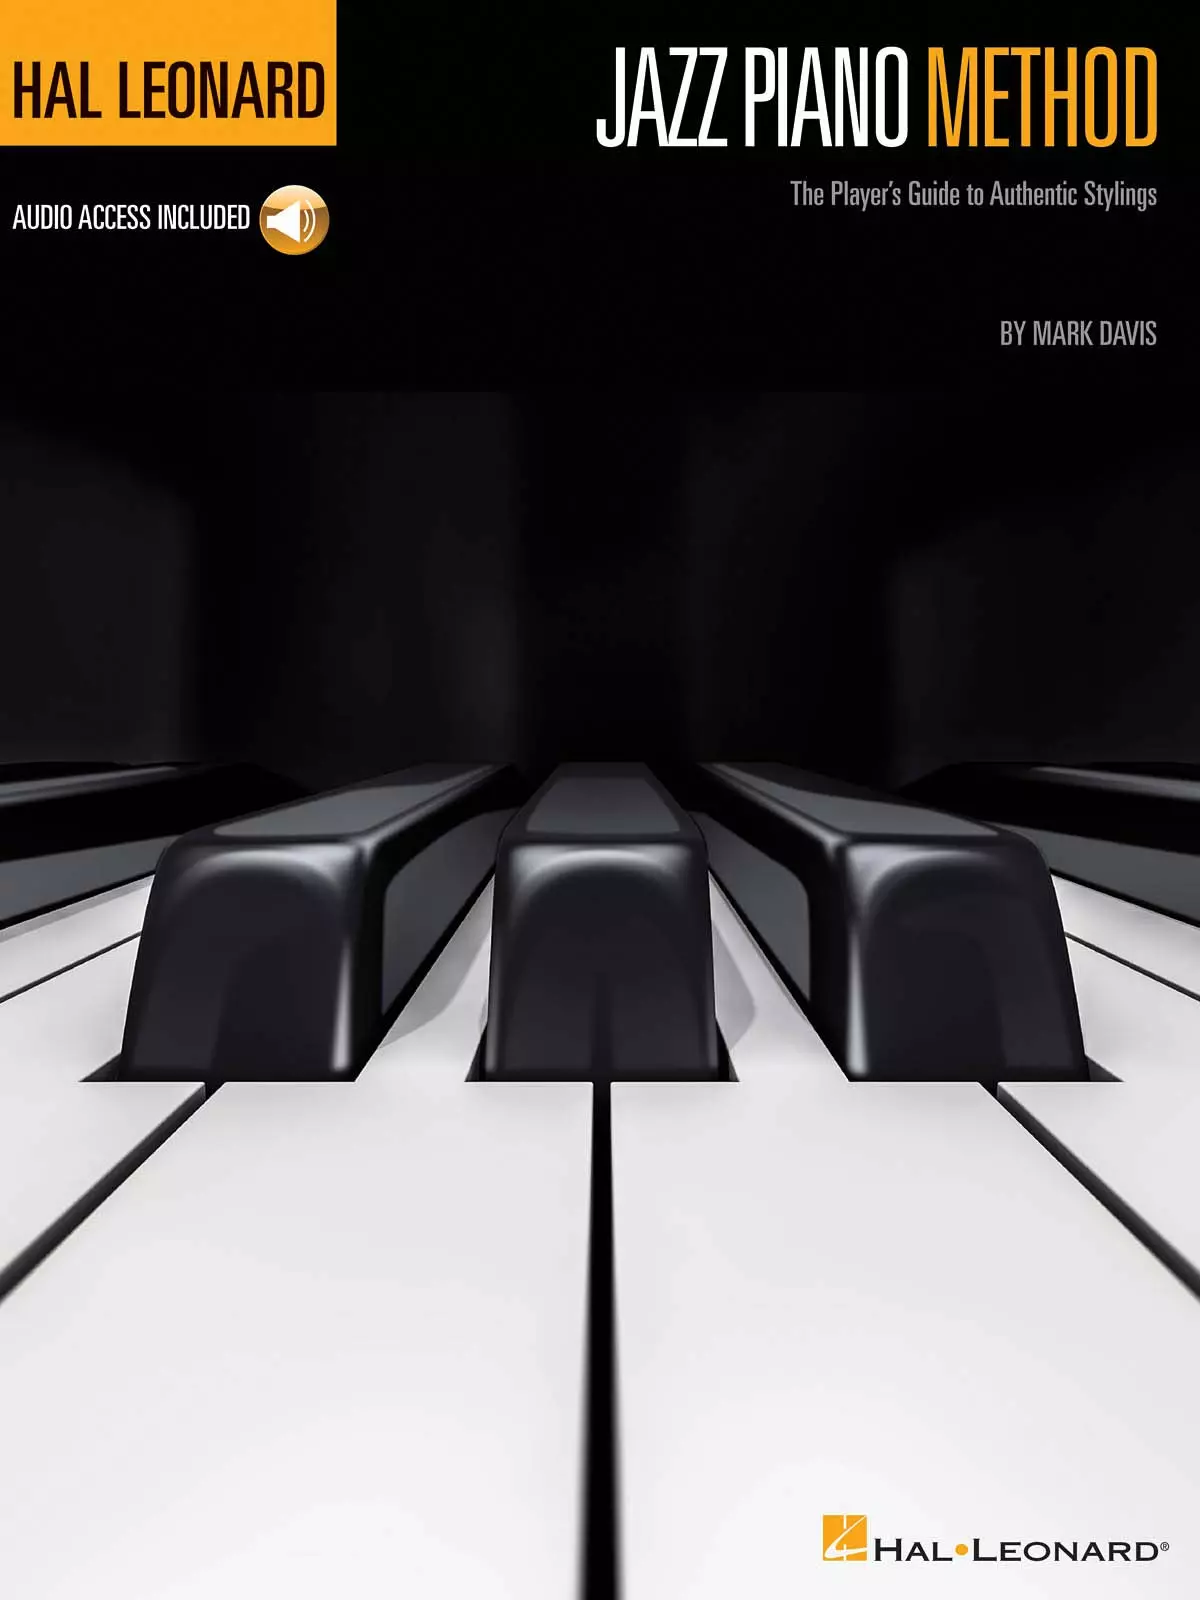 HAL LEONARD
JAZZ PIANO METHOD
The Player's Guide to Authentic Stylings
AUDIO ACCESS INCLUDED
BY MARK DAVIS
HAL•LEONARD®